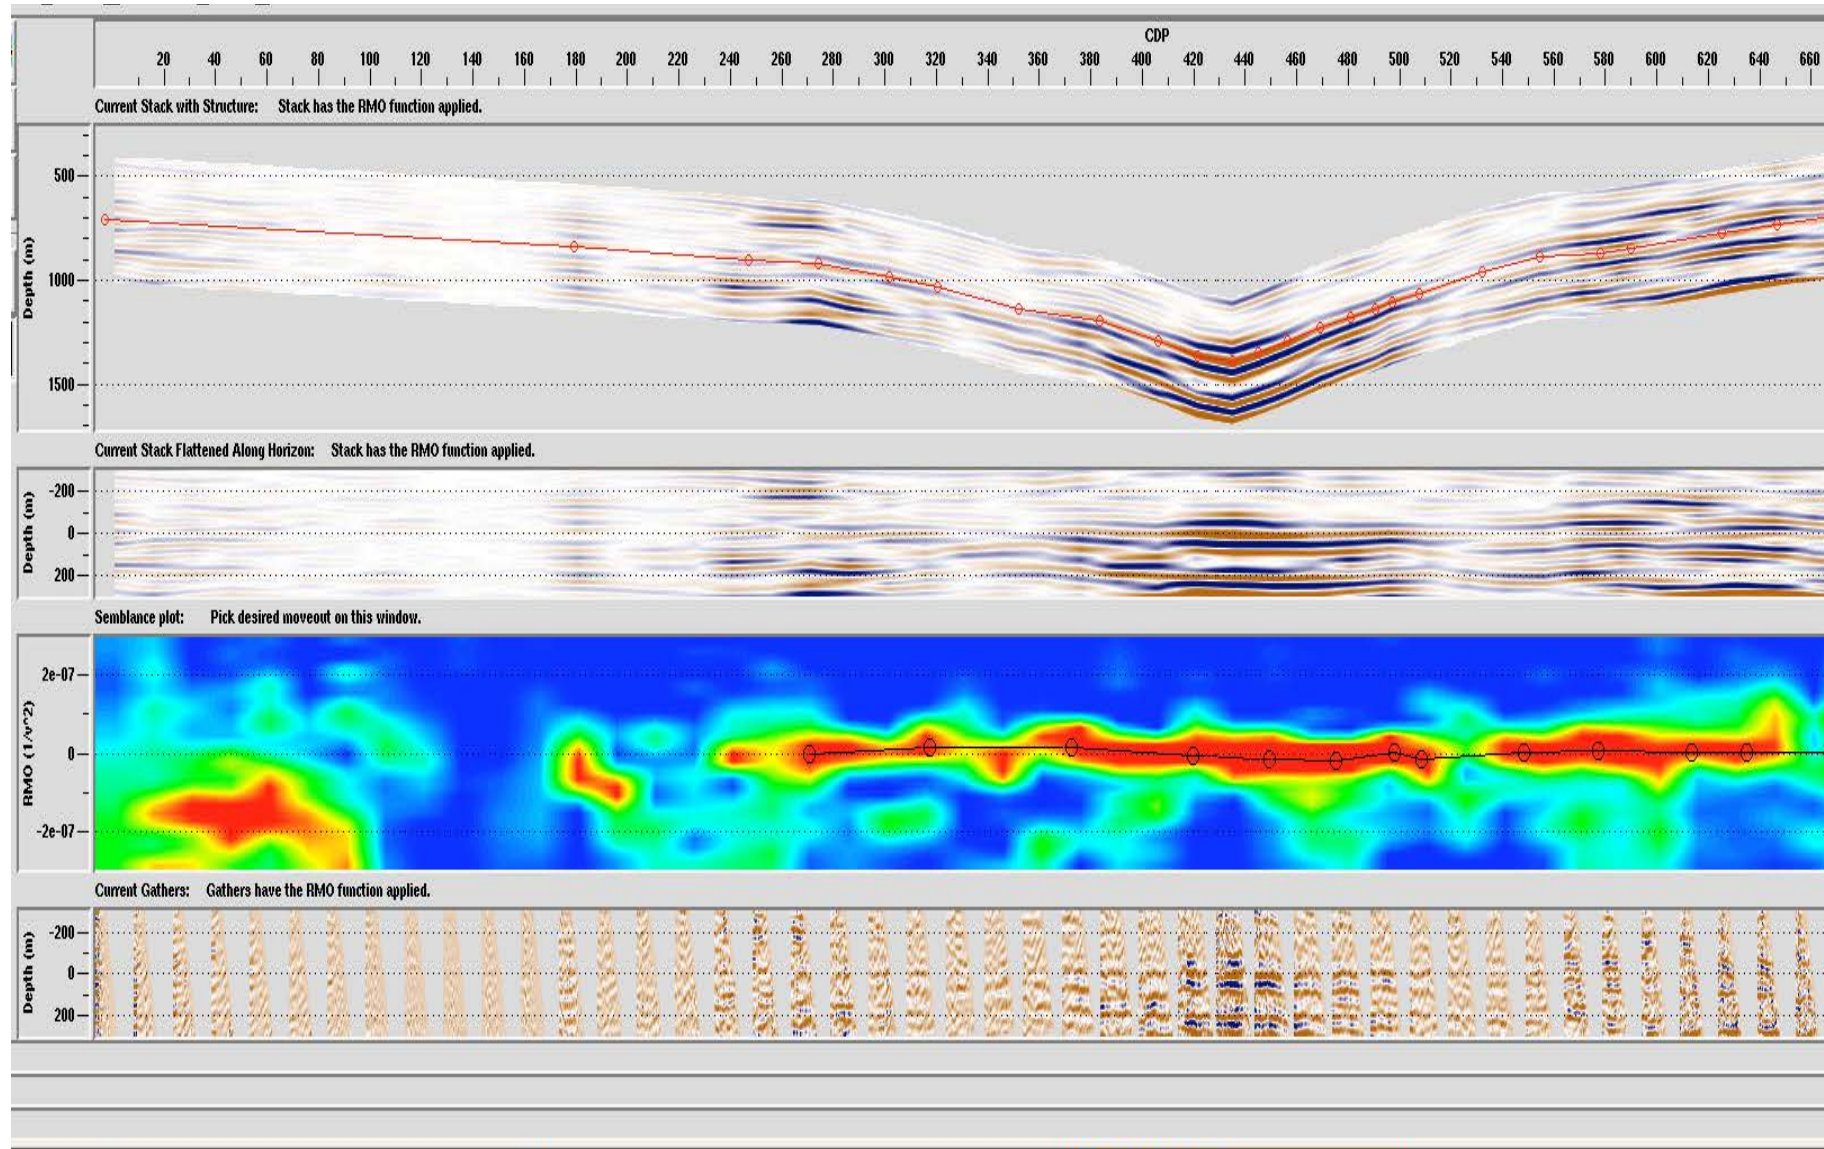 CDP
20 40 60 80 100 120 140 160 180 200 220 240 260 280 300 320 340 360 380 400 420 440 460 480 500 520 540 560 580 600 620 640 660
Current Stack with Structure: Stack has the RMO function applied.
Depth (m)
500
1000
1500
Current Stack Flattened Along Horizon: Stack has the RMO function applied.
Depth (m)
-200
0
200
Semblance plot: Pick desired moveout on this window.
RMO (1/v^2)
2e-07
0
-2e-07
Current Gathers: Gathers have the RMO function applied.
Depth (m)
-200
0
200